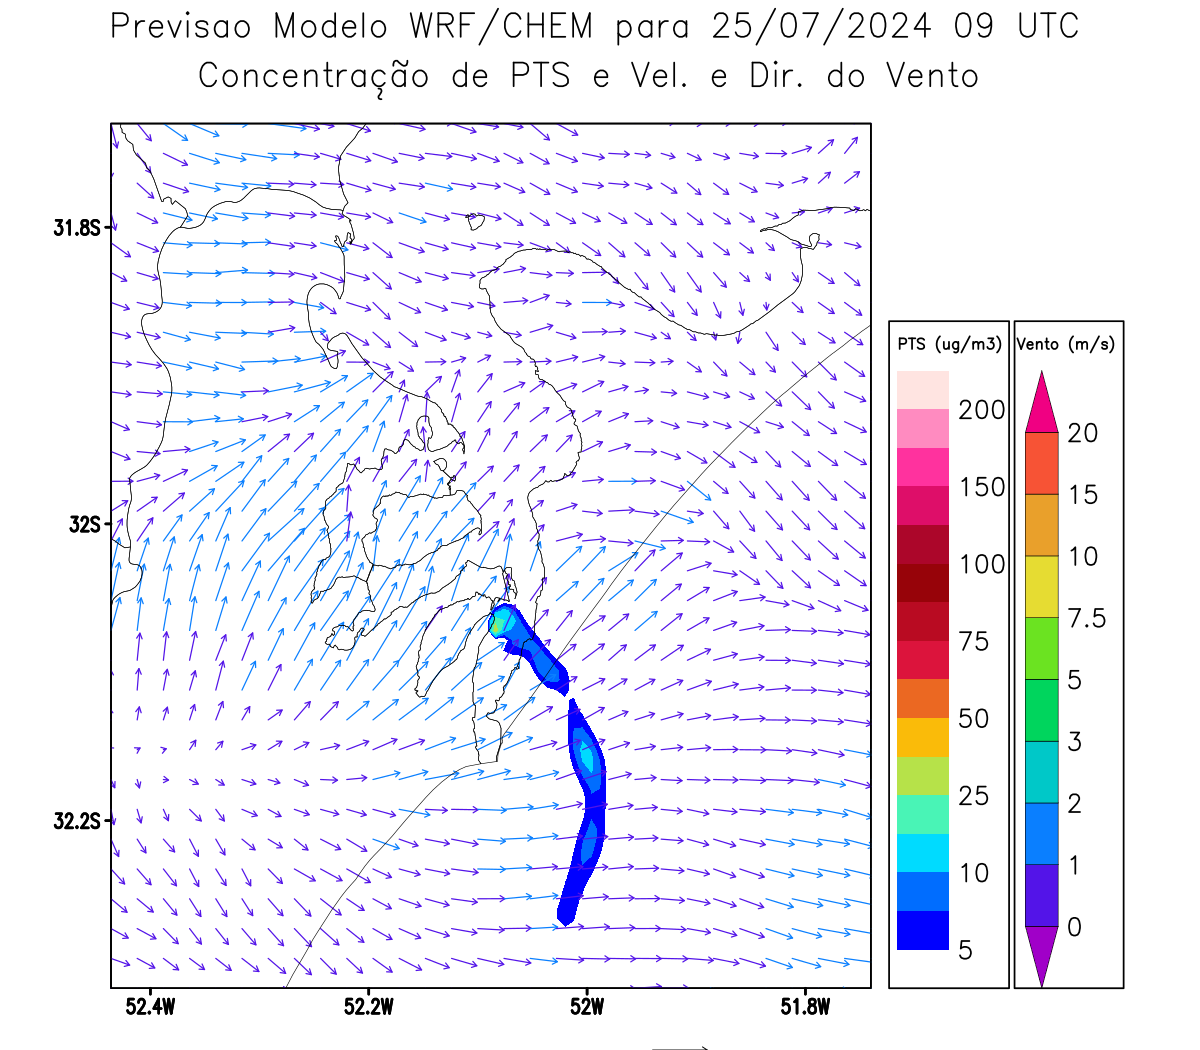 Previsao Modelo WRF/CHEM para 25/07/2024 09 UTC
Concentração de PTS e Vel. e Dir. do Vento
31.8S
32S
32.2S
52.4W
52.2W
52W
51.8W
PTS (ug/m3)
200
150
100
75
50
25
10
5
Vento (m/s)
20
15
10
7.5
5
3
2
1
0